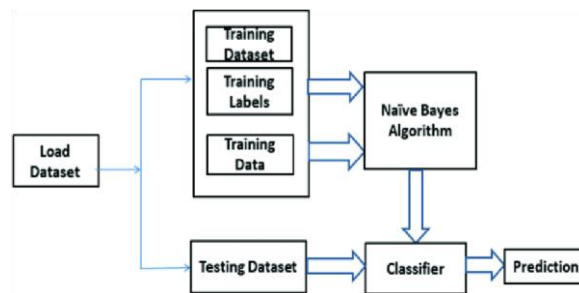 Training
Dataset
Training
Labels
Naïve Bayes
Algorithm
Load
Dataset
Training
Data
Testing Dataset
Classifier
Prediction